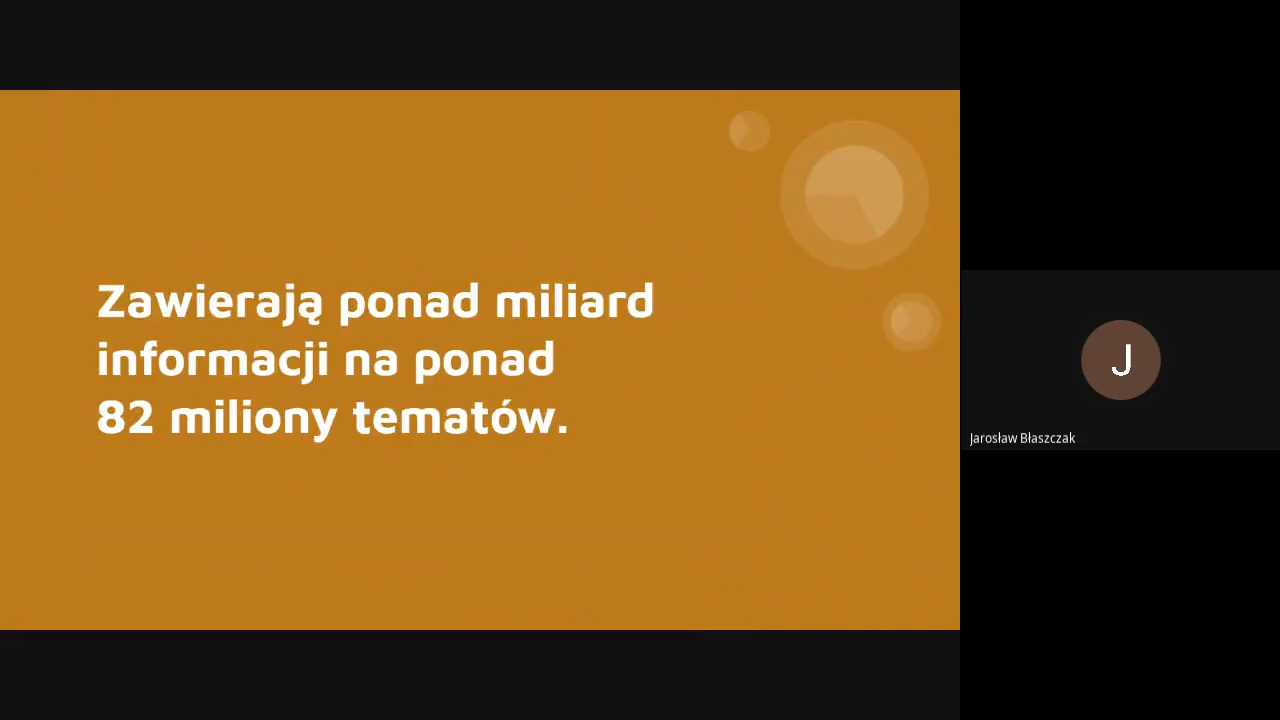 Zawierają ponad miliard
informacji na ponad
82 miliony tematów.
J
Jarosław Błaszczak